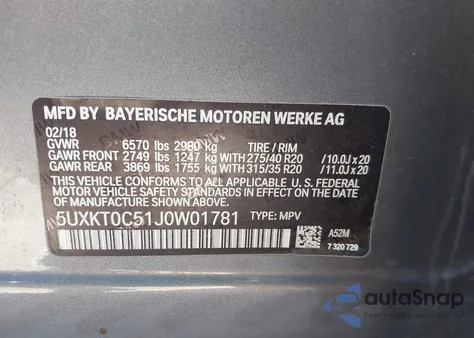 MFD BY BAYERISCHE MOTOREN WERKE AG
02/18
GVWR 6570 lbs 2980 kg TIRE / RIM
GAWR FRONT 2749 lbs 1247 kg WITH 275/40 R20 /10.0J x 20
GAWR REAR 3869 lbs 1755 kg WITH 315/35 R20 /11.0J x 20
THIS VEHICLE CONFORMS TO ALL APPLICABLE
FEDERAL MOTOR VEHICLE SAFETY STANDARDS
IN EFFECT ON THE DATE OF MANUFACTURE
SHOWN ABOVE.
5UXKT0C51J0W01781 TYPE: MPV
A52M
7 320 729
autoSnap